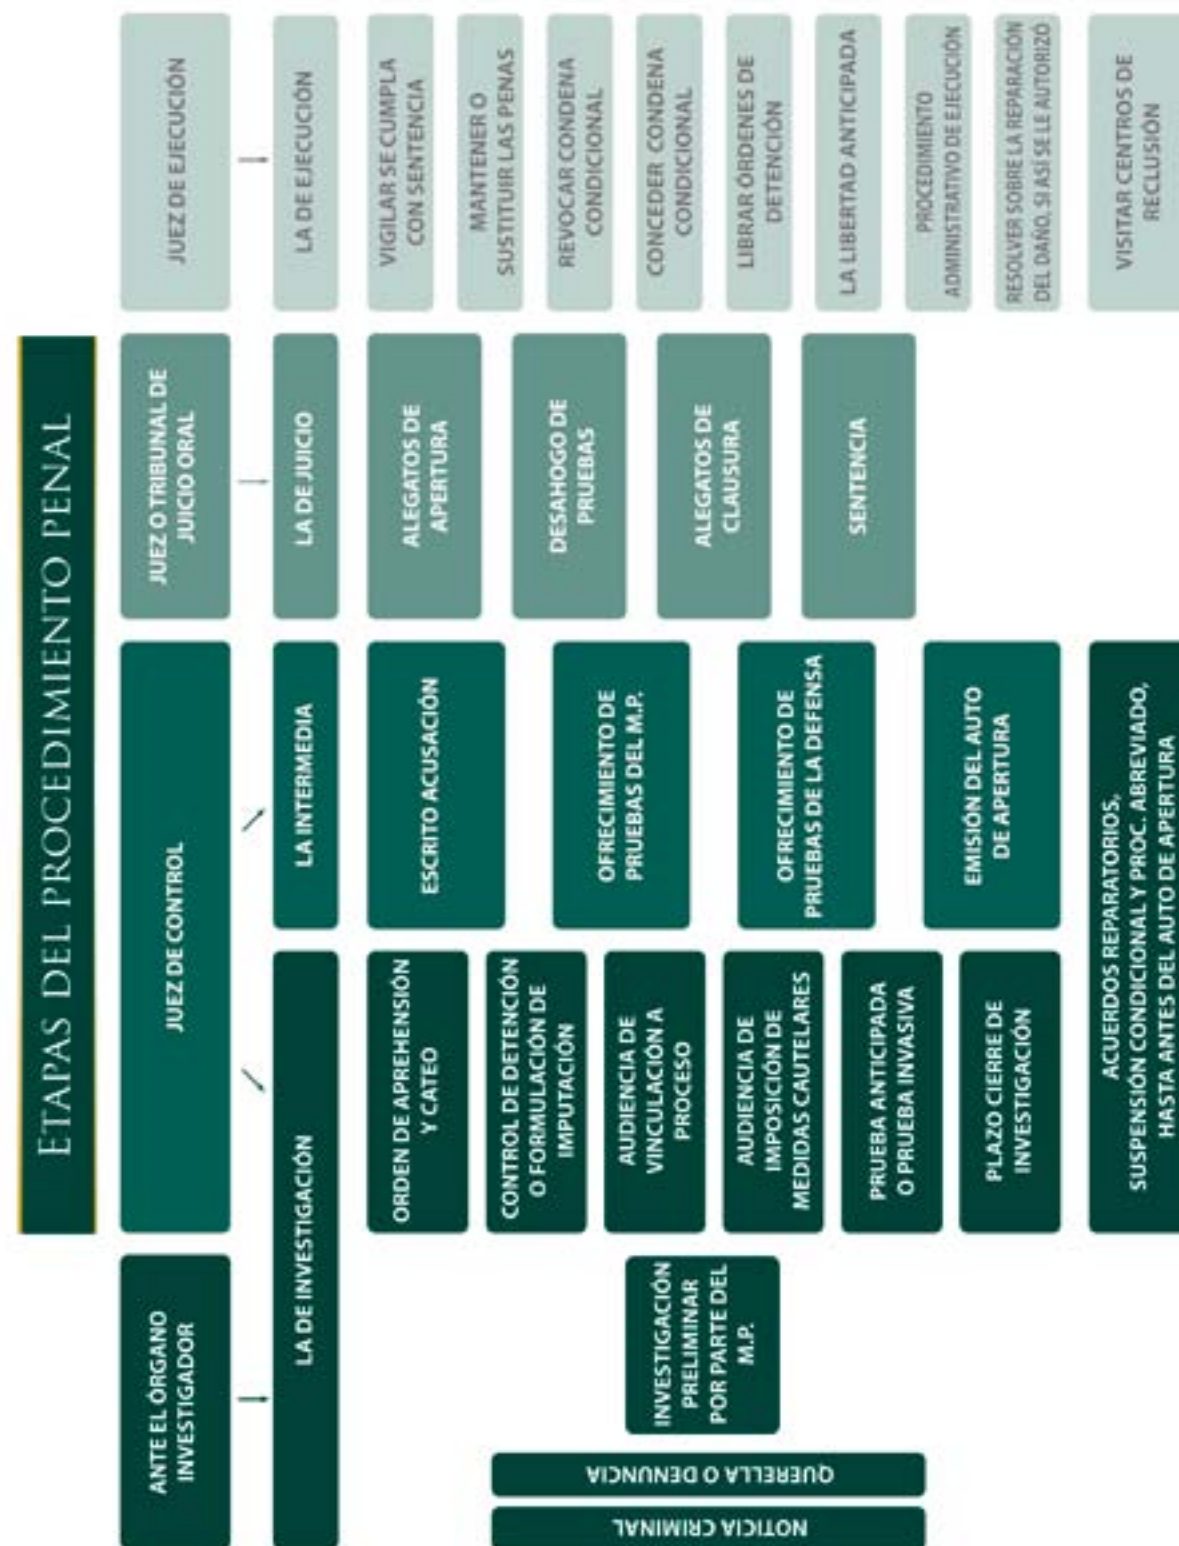 ETAPAS DEL PROCEDIMIENTO PENAL
ANTE EL ÓRGANO
INVESTIGADOR
JUEZ DE CONTROL
JUEZ O TRIBUNAL DE
JUICIO ORAL
JUEZ DE EJECUCIÓN
LA DE INVESTIGACIÓN
LA INTERMEDIA
LA DE JUICIO
LA DE EJECUCIÓN
NOTICIA CRIMINAL
QUERELLA O DENUNCIA
INVESTIGACIÓN
PRELIMINAR
POR PARTE DEL
M.P.
ORDEN DE APREHENSIÓN
Y CATEO
CONTROL DE DETENCIÓN
O FORMULACIÓN DE
IMPUTACIÓN
AUDIENCIA DE
VINCULACIÓN A
PROCESO
AUDIENCIA DE
IMPOSICIÓN DE
MEDIDAS CAUTELARES
PRUEBA ANTICIPADA
O PRUEBA INVASIVA
PLAZO CIERRE DE
INVESTIGACIÓN
ESCRITO ACUSACIÓN
OFRECIMIENTO DE
PRUEBAS DEL M.P.
OFRECIMIENTO DE
PRUEBAS DE LA DEFENSA
EMISIÓN DEL AUTO
DE APERTURA
ACUERDOS REPARATORIOS,
SUSPENSIÓN CONDICIONAL Y PROC. ABREVIADO,
HASTA ANTES DEL AUTO DE APERTURA
ALEGATOS DE
APERTURA
DESAHOGO DE
PRUEBAS
ALEGATOS DE
CLAUSURA
SENTENCIA
VIGILAR SE CUMPLA
CON SENTENCIA
MANTENER O
SUSTITUIR LAS PENAS
REVOCAR CONDENA
CONDICIONAL
CONCEDER CONDENA
CONDICIONAL
LIBRAR ÓRDENES DE
DETENCIÓN
LA LIBERTAD ANTICIPADA
PROCEDIMIENTO
ADMINISTRATIVO DE EJECUCIÓN
RESOLVER SOBRE LA REPARACIÓN
DEL DAÑO, SI ASÍ SE LE AUTORIZÓ
VISITAR CENTROS DE
RECLUSIÓN